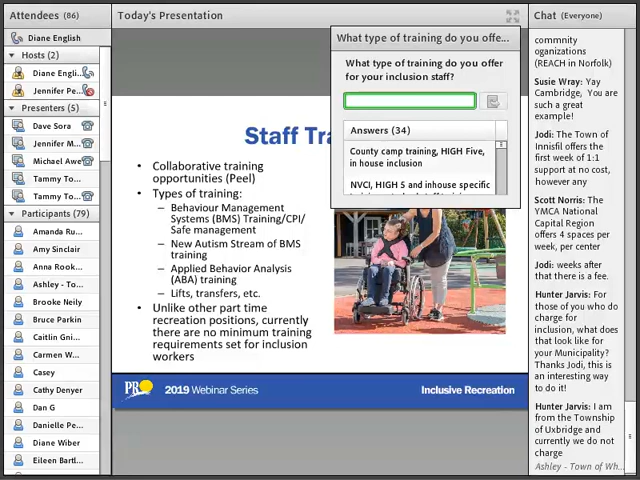 Attendees (86)
Diane English
Hosts (2)
Diane Engli...
Jennifer Pe...
Presenters (5)
Dave Sora
Jennifer M...
Michael Awe
Tammy To...
Tammy To...
Participants (79)
Amanda Ru...
Amy Sinclair
Anna Rook...
Ashley - To...
Brooke Neily
Bruce Parkin
Caitlin Gni...
Carmen W...
Casey
Cathy Denyer
Dan G
Danielle Pe...
Diane Wiber
Eileen Bartl...
Today's Presentation
Staff Tra
• Collaborative training
opportunities (Peel)
• Types of training:
– Behaviour Management
Systems (BMS) Training/CPI/
Safe management
– New Autism Stream of BMS
training
– Applied Behavior Analysis
(ABA) training
– Lifts, transfers, etc.
• Unlike other part time
recreation positions, currently
there are no minimum training
requirements set for inclusion
workers
PRO
2019 Webinar Series
Inclusive Recreation
What type of training do you offe...
What type of training do you offer
for your inclusion staff?
Answers (34)
County camp training, HIGH Five,
in house inclusion
NVCI, HIGH 5 and inhouse specific
Chat (Everyone)
commnity
oganizations
(REACH in Norfolk)
Susie Wray: Yay
Cambridge, You are
such a great
example!
Jodi: The Town of
Innisfil offers the
first week of 1:1
support at no cost,
however any
Scott Norris: The
YMCA National
Capital Region
offers 4 spaces
per week, per center
Jodi: weeks after
that there is a fee.
Hunter Jarvis: For
those of you who do
charge for
inclusion, what does
that look like for
your Municipality?
Thanks Jodi, this is
an interesting way
to do it!
Hunter Jarvis: I am
from the Township
of Uxbridge and
currently we do not
charge
Ashley - Town of Wh...